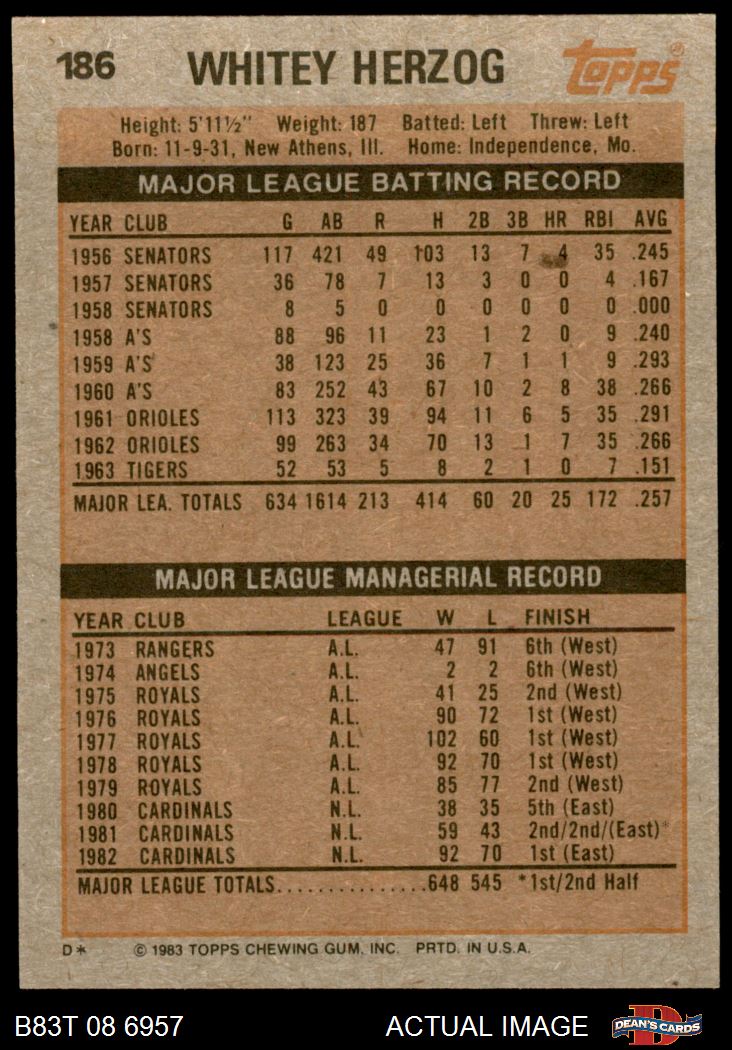 186 WHITEY HERZOG Topps®
Height: 5'11½" Weight: 187 Batted: Left Threw: Left
Born: 11-9-31, New Athens, Ill. Home: Independence, Mo.
MAJOR LEAGUE BATTING RECORD
YEAR CLUB G AB R H 2B 3B HR RBI AVG
1956 SENATORS 117 421 49 103 13 7 4 35 .245
1957 SENATORS 36 78 7 13 3 0 0 4 .167
1958 SENATORS 8 5 0 0 0 0 0 0 .000
1958 A'S 88 96 11 23 1 2 0 9 .240
1959 A'S 38 123 25 36 7 1 1 9 .293
1960 A'S 83 252 43 67 10 2 8 38 .266
1961 ORIOLES 113 323 39 94 11 6 5 35 .291
1962 ORIOLES 99 263 34 70 13 1 7 35 .266
1963 TIGERS 52 53 5 8 2 1 0 7 .151
MAJOR LEA. TOTALS 634 1614 213 414 60 20 25 172 .257
MAJOR LEAGUE MANAGERIAL RECORD
YEAR CLUB LEAGUE W L FINISH
1973 RANGERS A.L. 47 91 6th (West)
1974 ANGELS A.L. 2 2 6th (West)
1975 ROYALS A.L. 41 25 2nd (West)
1976 ROYALS A.L. 90 72 1st (West)
1977 ROYALS A.L. 102 60 1st (West)
1978 ROYALS A.L. 92 70 1st (West)
1979 ROYALS A.L. 85 77 2nd (West)
1980 CARDINALS N.L. 38 35 5th (East)
1981 CARDINALS N.L. 59 43 2nd/2nd/(East)*
1982 CARDINALS N.L. 92 70 1st (East)
MAJOR LEAGUE TOTALS...............648 545 *1st/2nd Half
D* © 1983 TOPPS CHEWING GUM, INC. PRTD. IN U.S.A.
B83T 08 6957 ACTUAL IMAGE D DEAN'S CARDS